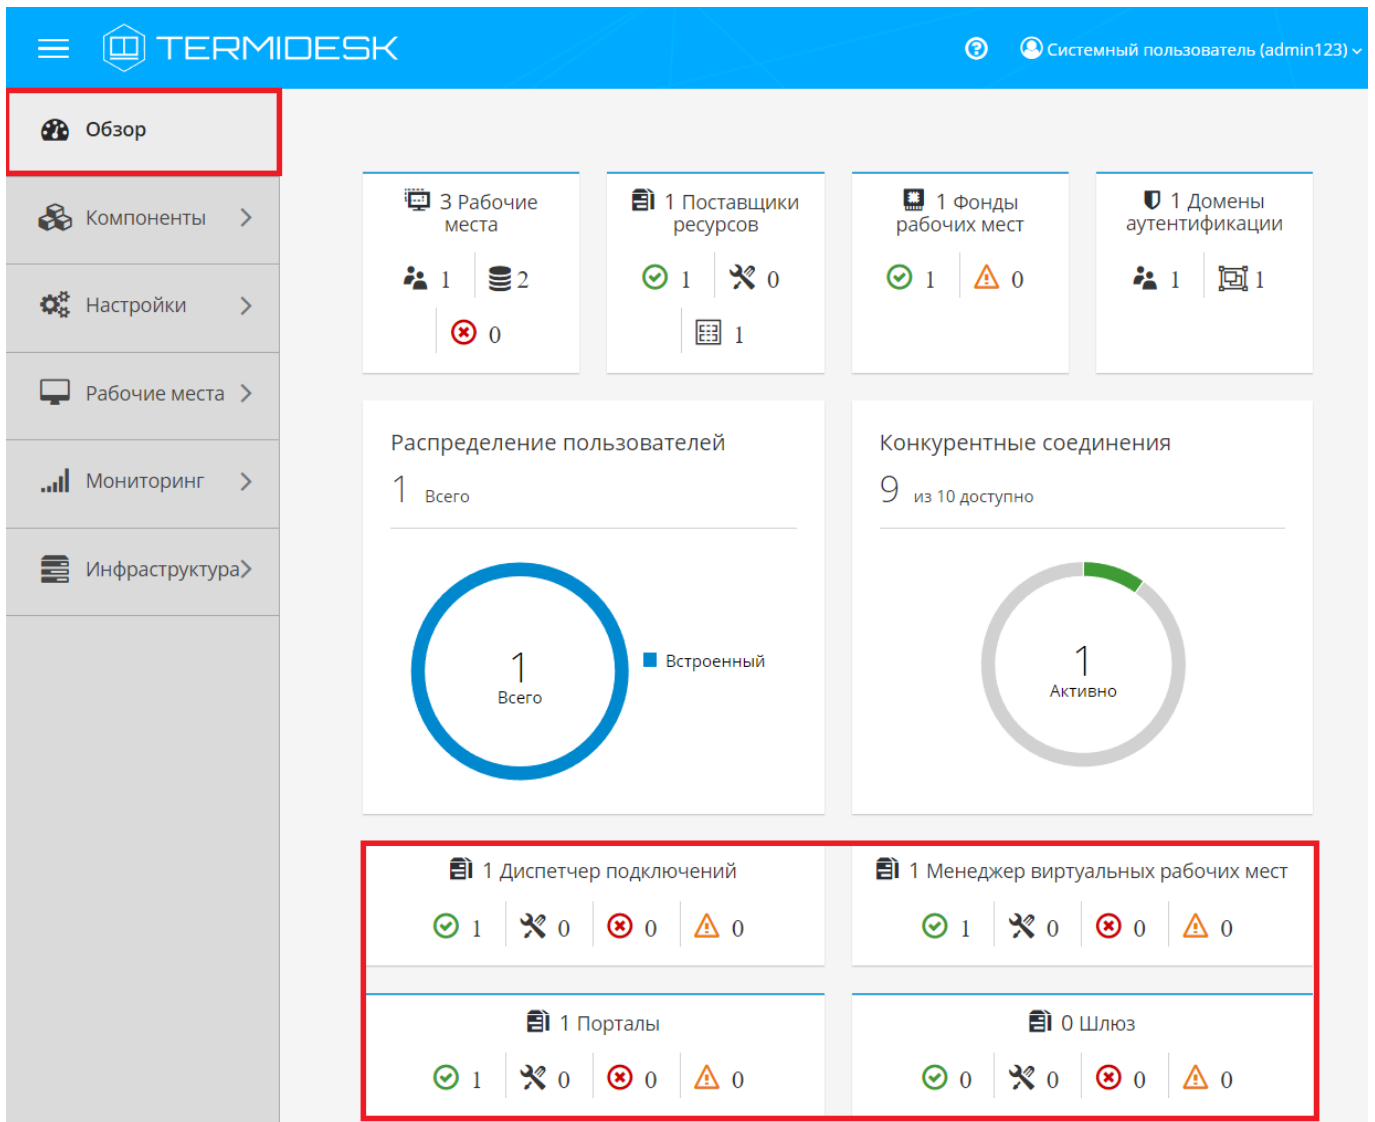 TERMIDESK
Системный пользователь (admin123)
Обзор
Компоненты
Настройки
Рабочие места
Мониторинг
Инфраструктура
3 Рабочие
места
1 2
0
1 Поставщики
ресурсов
1 0
1
1 Фонды
рабочих мест
1 0
1 Домены
аутентификации
1 1
Распределение пользователей
1 Всего
1
Всего
Встроенный
Конкурентные соединения
9 из 10 доступно
1
Активно
1 Диспетчер подключений
1 0 0 0
1 Менеджер виртуальных рабочих мест
1 0 0 0
1 Порталы
1 0 0 0
0 Шлюз
0 0 0 0